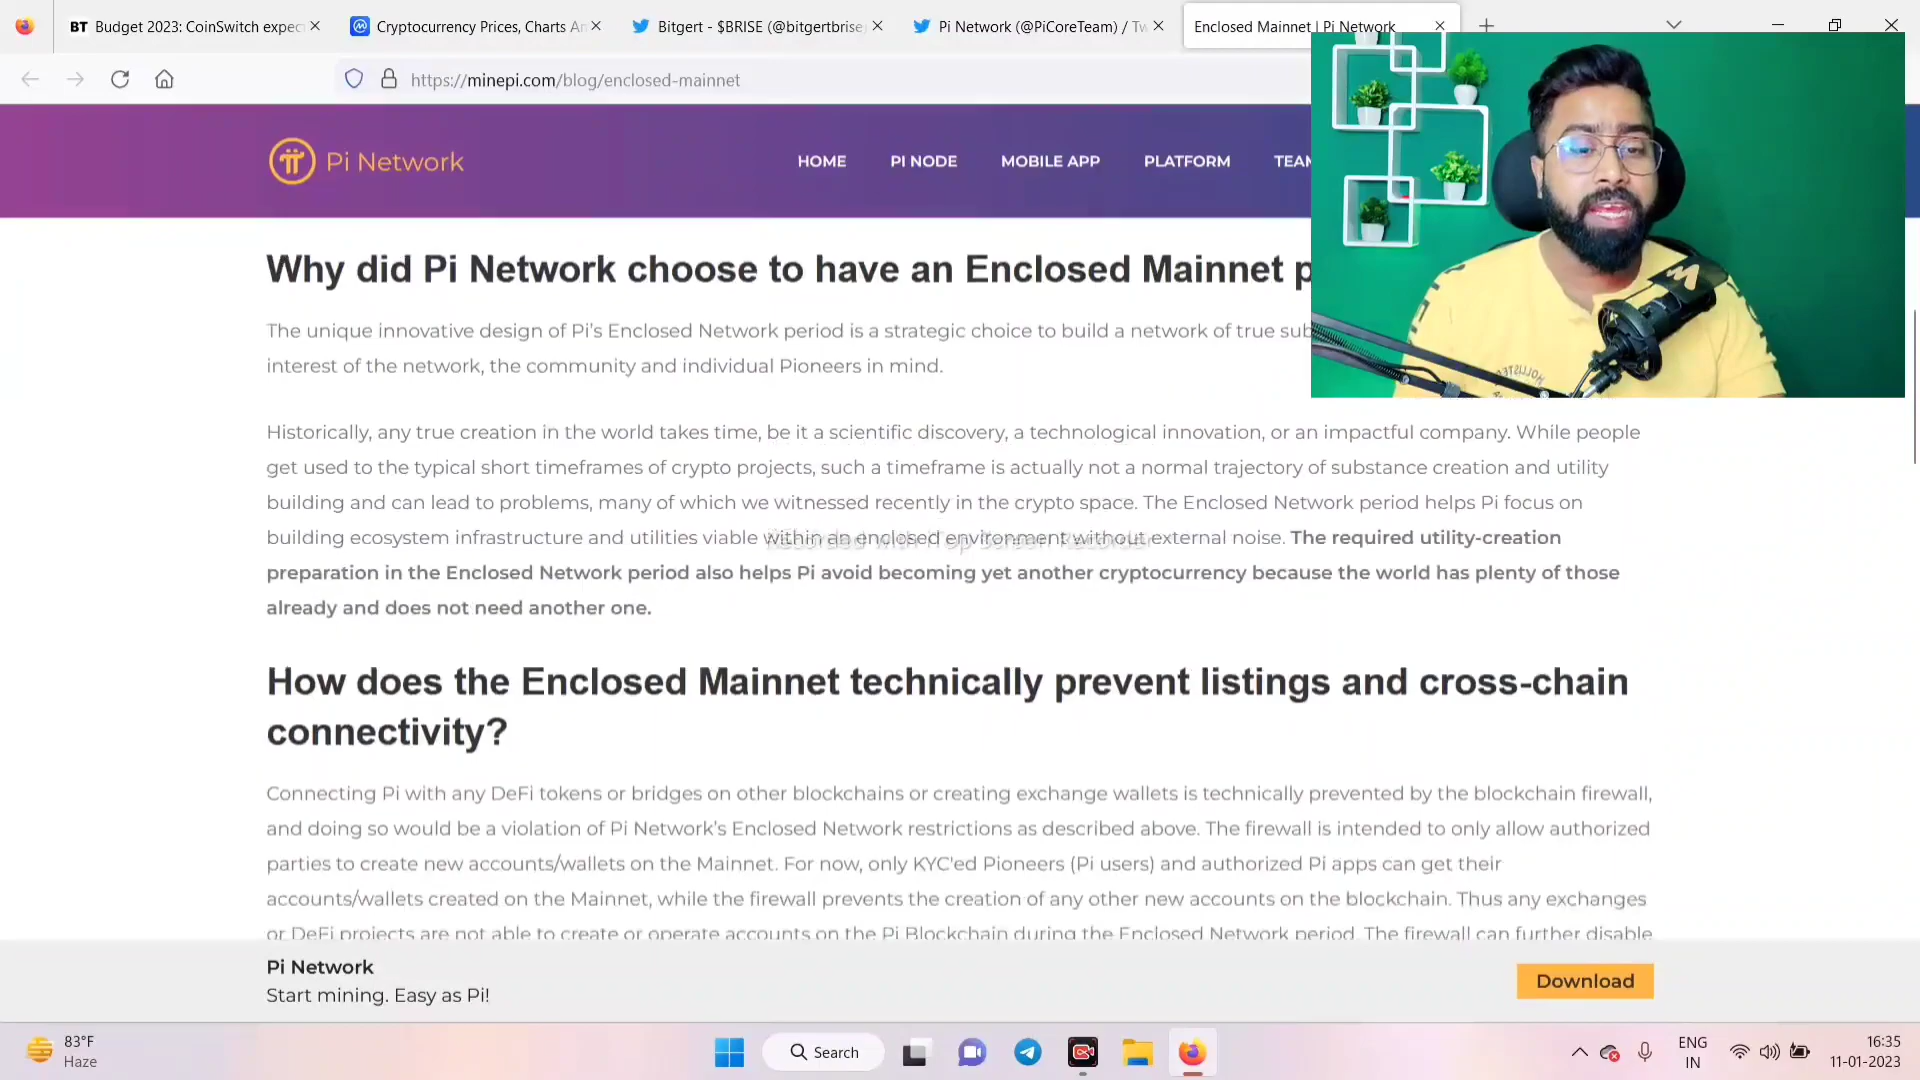 BT Budget 2023: CoinSwitch expec
Cryptocurrency Prices, Charts An
Bitgert - $BRISE (@bitgertbrise
Pi Network (@PiCoreTeam) / Tw
Enclosed Mainnet | Pi Network
https://minepi.com/blog/enclosed-mainnet
Pi Network
HOME
PI NODE
MOBILE APP
PLATFORM
TEAM
Why did Pi Network choose to have an Enclosed Mainnet p
The unique innovative design of Pi’s Enclosed Network period is a strategic choice to build a network of true sub
interest of the network, the community and individual Pioneers in mind.
Historically, any true creation in the world takes time, be it a scientific discovery, a technological innovation, or an impactful company. While people
get used to the typical short timeframes of crypto projects, such a timeframe is actually not a normal trajectory of substance creation and utility
building and can lead to problems, many of which we witnessed recently in the crypto space. The Enclosed Network period helps Pi focus on
building ecosystem infrastructure and utilities viable within an enclosed environment without external noise. The required utility-creation
preparation in the Enclosed Network period also helps Pi avoid becoming yet another cryptocurrency because the world has plenty of those
already and does not need another one.
Recorded with iTop Screen Recorder
How does the Enclosed Mainnet technically prevent listings and cross-chain
connectivity?
Connecting Pi with any DeFi tokens or bridges on other blockchains or creating exchange wallets is technically prevented by the blockchain firewall,
and doing so would be a violation of Pi Network’s Enclosed Network restrictions as described above. The firewall is intended to only allow authorized
parties to create new accounts/wallets on the Mainnet. For now, only KYC'ed Pioneers (Pi users) and authorized Pi apps can get their
accounts/wallets created on the Mainnet, while the firewall prevents the creation of any other new accounts on the blockchain. Thus any exchanges
or DeFi projects are not able to create or operate accounts on the Pi Blockchain during the Enclosed Network period. The firewall can further disable
Pi Network
Start mining. Easy as Pi!
Download
83°F
Haze
Search
ENG
IN
16:35
11-01-2023